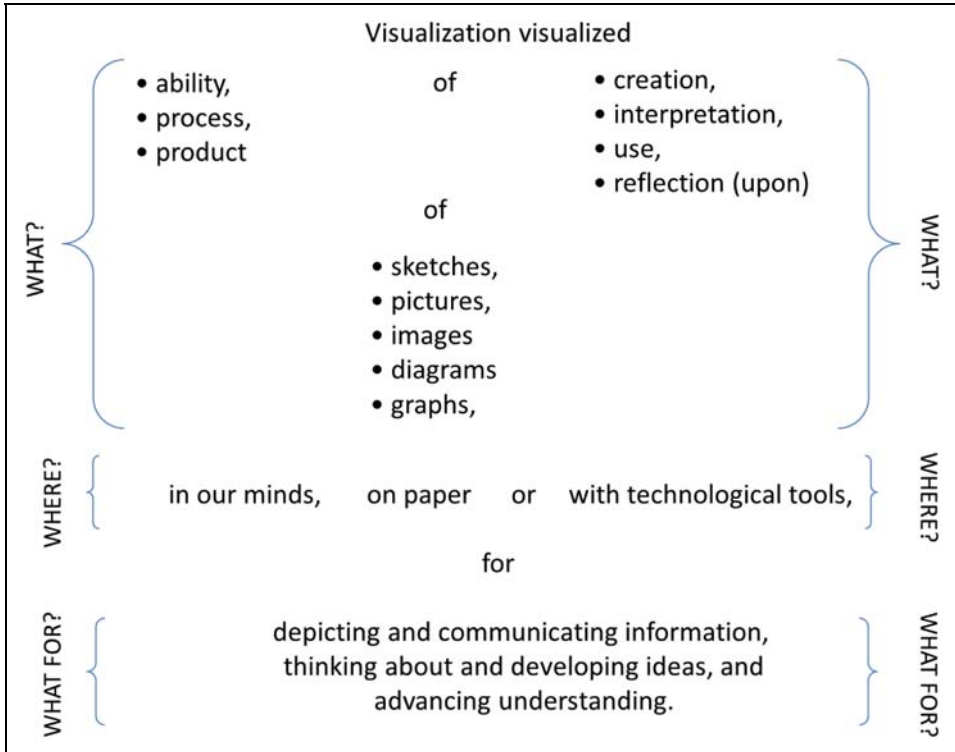 Visualization visualized
• ability,
• process,
• product
of
• creation,
• interpretation,
• use,
• reflection (upon)
of
• sketches,
• pictures,
• images
• diagrams
• graphs,
WHAT?
WHAT?
WHERE?
in our minds, on paper or with technological tools,
WHERE?
for
WHAT FOR?
depicting and communicating information,
thinking about and developing ideas, and
advancing understanding.
WHAT FOR?